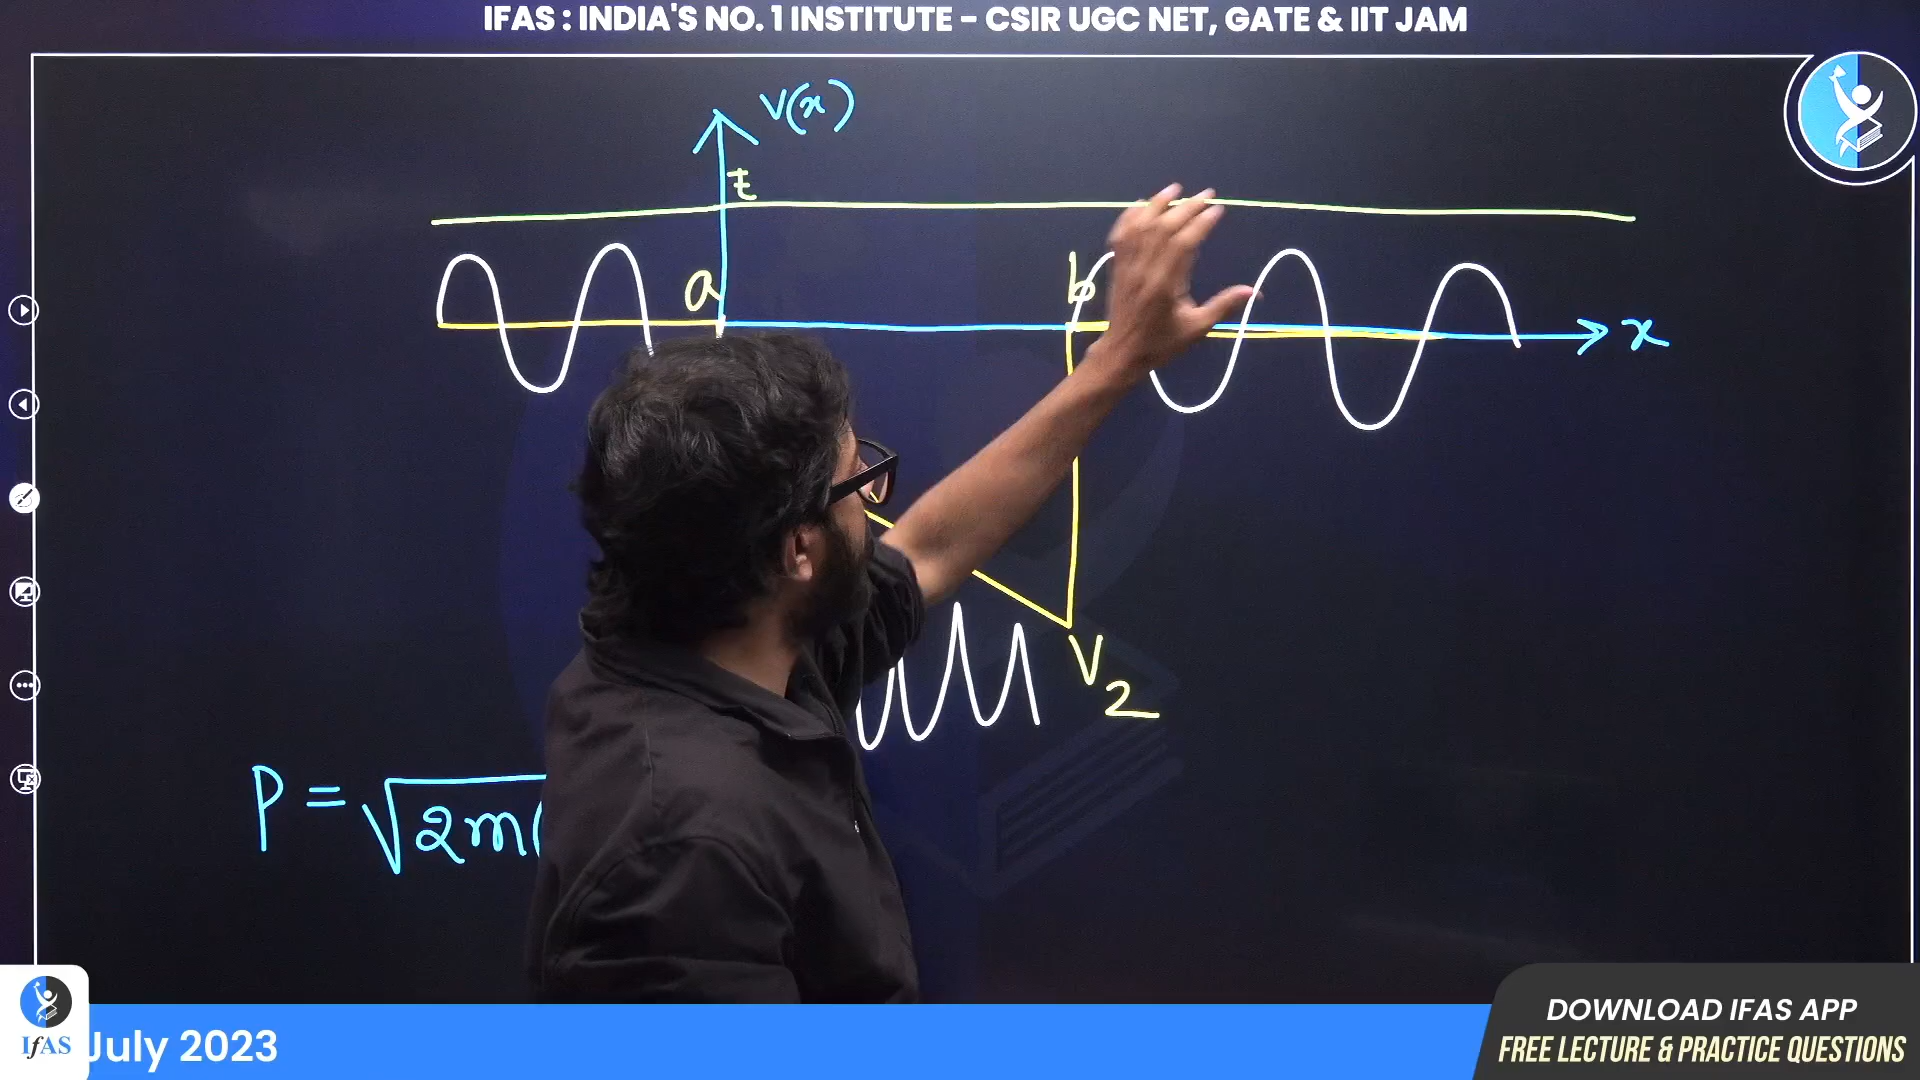 IFAS : INDIA'S NO. 1 INSTITUTE - CSIR UGC NET, GATE & IIT JAM
V(x)
E
a
b
x
V2
P = √2m(
IfAS
July 2023
DOWNLOAD IFAS APP
FREE LECTURE & PRACTICE QUESTIONS